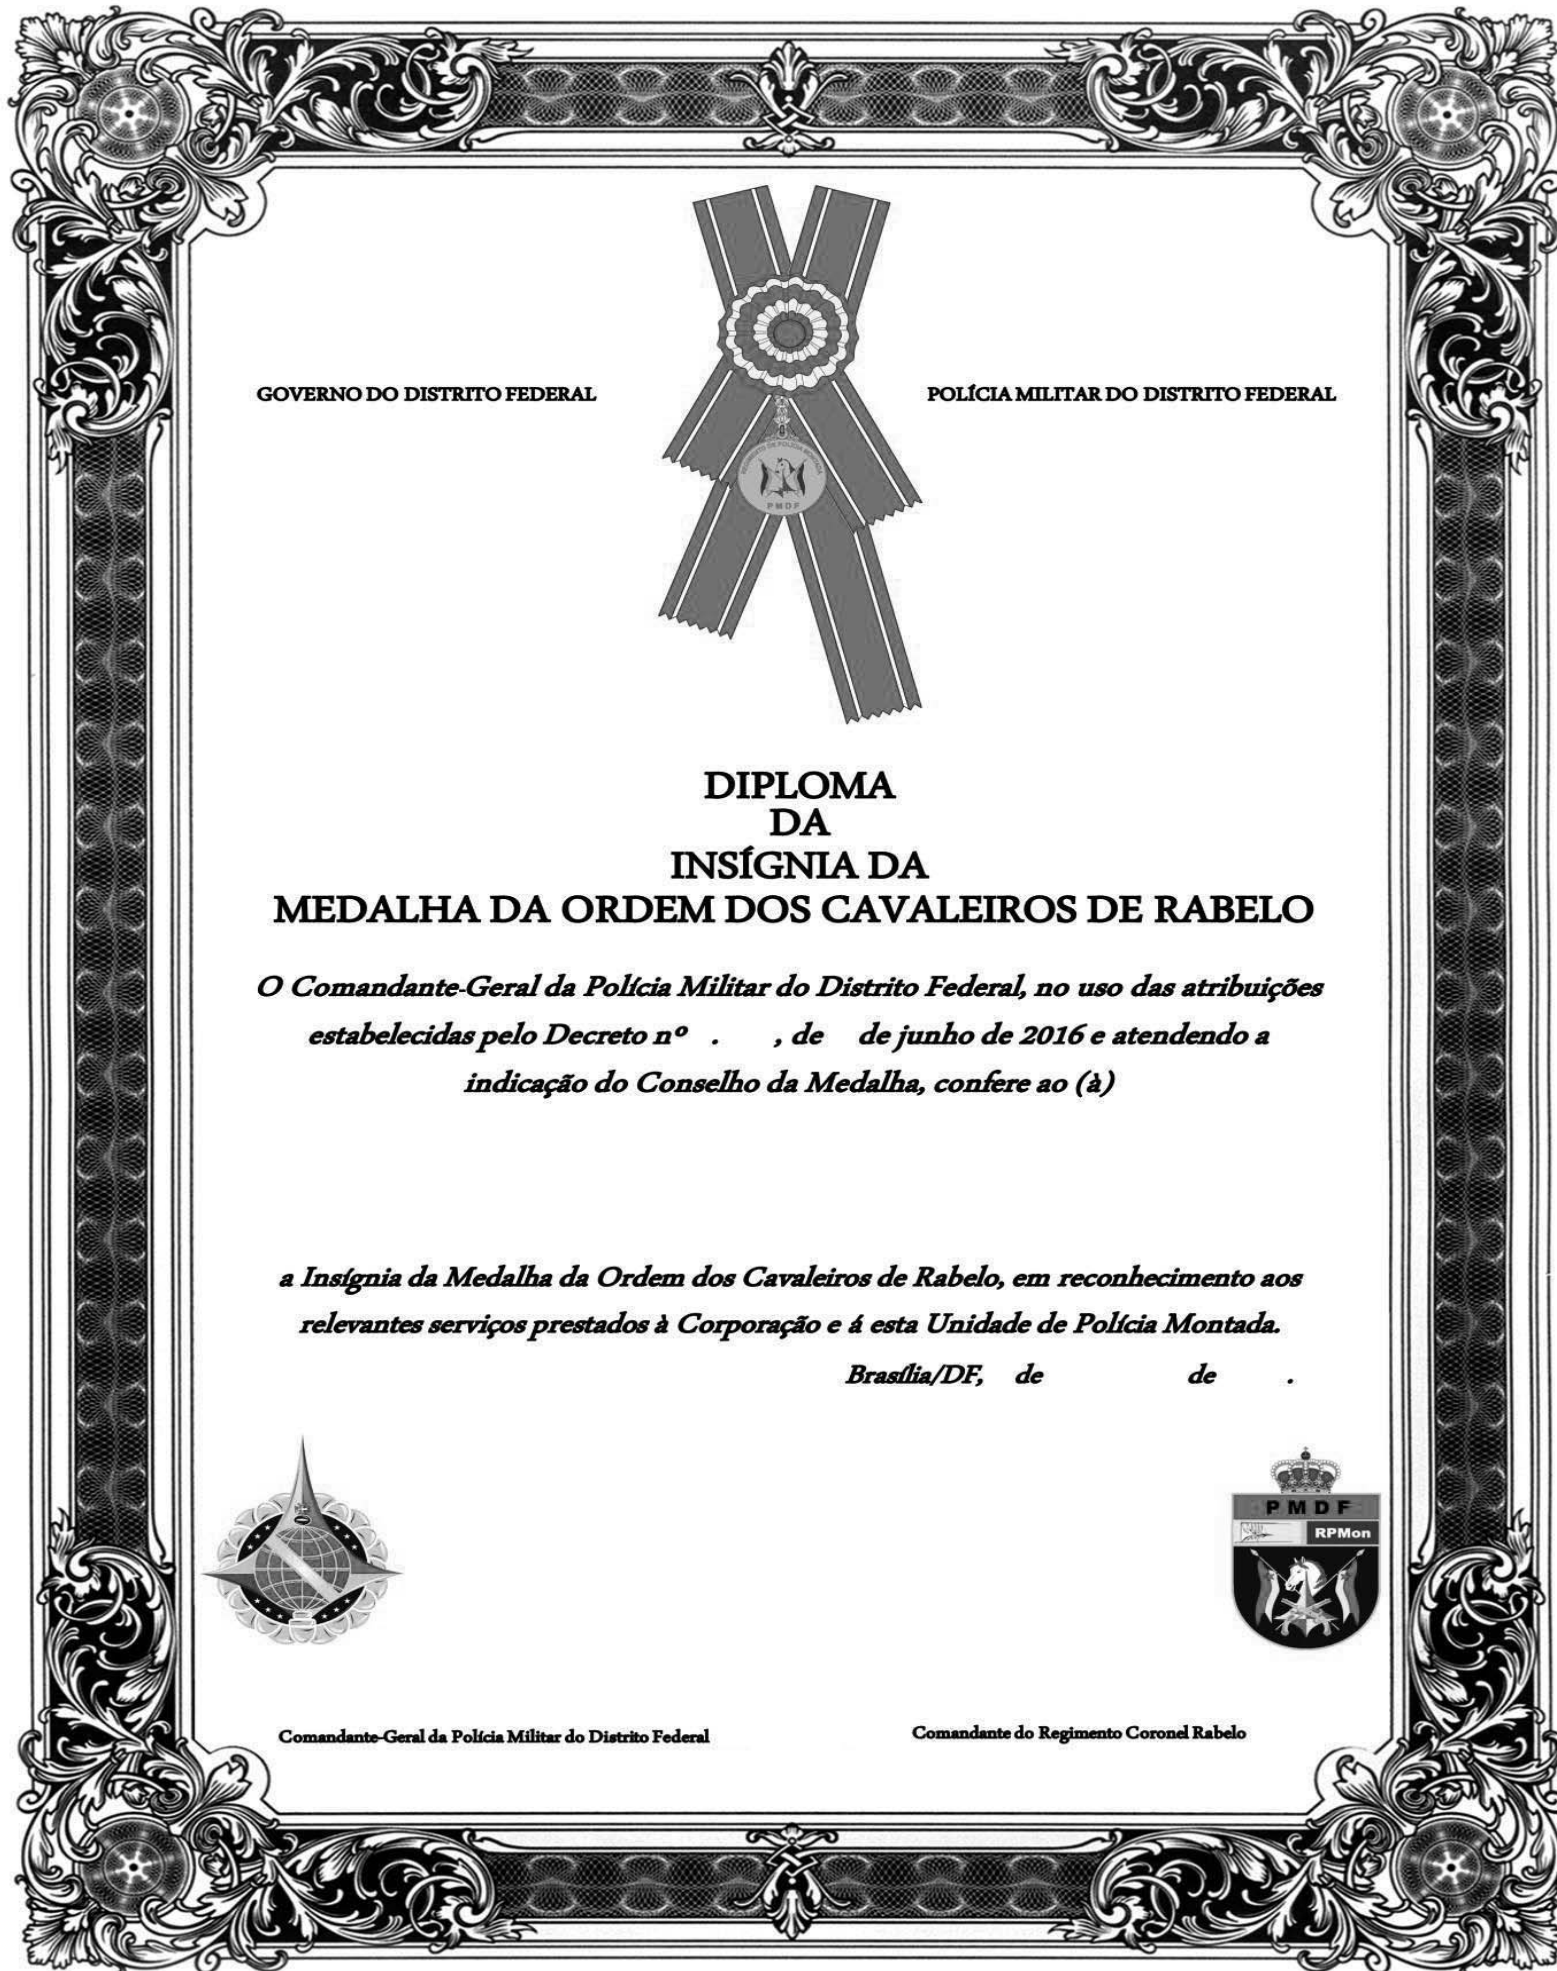 GOVERNO DO DISTRITO FEDERAL
POLÍCIA MILITAR DO DISTRITO FEDERAL
REGIMENTO DE POLÍCIA MONTADA
PMDF
DIPLOMA
DA
INSÍGNIA DA
MEDALHA DA ORDEM DOS CAVALEIROS DE RABELO
O Comandante-Geral da Polícia Militar do Distrito Federal, no uso das atribuições
estabelecidas pelo Decreto nº . , de de junho de 2016 e atendendo a
indicação do Conselho da Medalha, confere ao (à)
a Insígnia da Medalha da Ordem dos Cavaleiros de Rabelo, em reconhecimento aos
relevantes serviços prestados à Corporação e á esta Unidade de Polícia Montada.
Brasília/DF, de de .
PMDF
RPMon
Comandante-Geral da Polícia Militar do Distrito Federal
Comandante do Regimento Coronel Rabelo